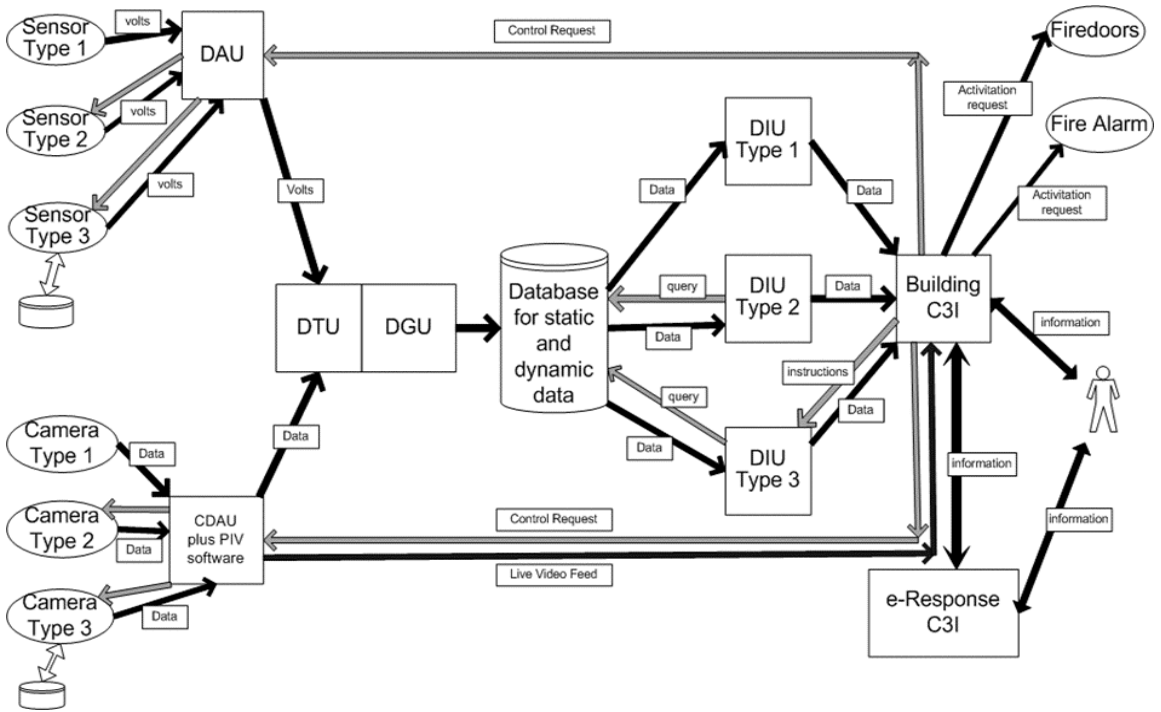 Sensor
Type 1
volts
DAU
Control Request
Firedoors
Sensor
Type 2
volts
Activitation
request
Fire Alarm
DIU
Type 1
Sensor
Type 3
volts
Volts
Data
Data
Activitation
request
DTU
DGU
Database
for static
and
dynamic
data
query
Data
DIU
Type 2
Data
Building
C3I
information
instructions
query
Data
Data
DIU
Type 3
Camera
Type 1
Data
Data
information
Camera
Type 2
Data
CDAU
plus PIV
software
Control Request
Live Video Feed
information
Camera
Type 3
Data
e-Response
C3I